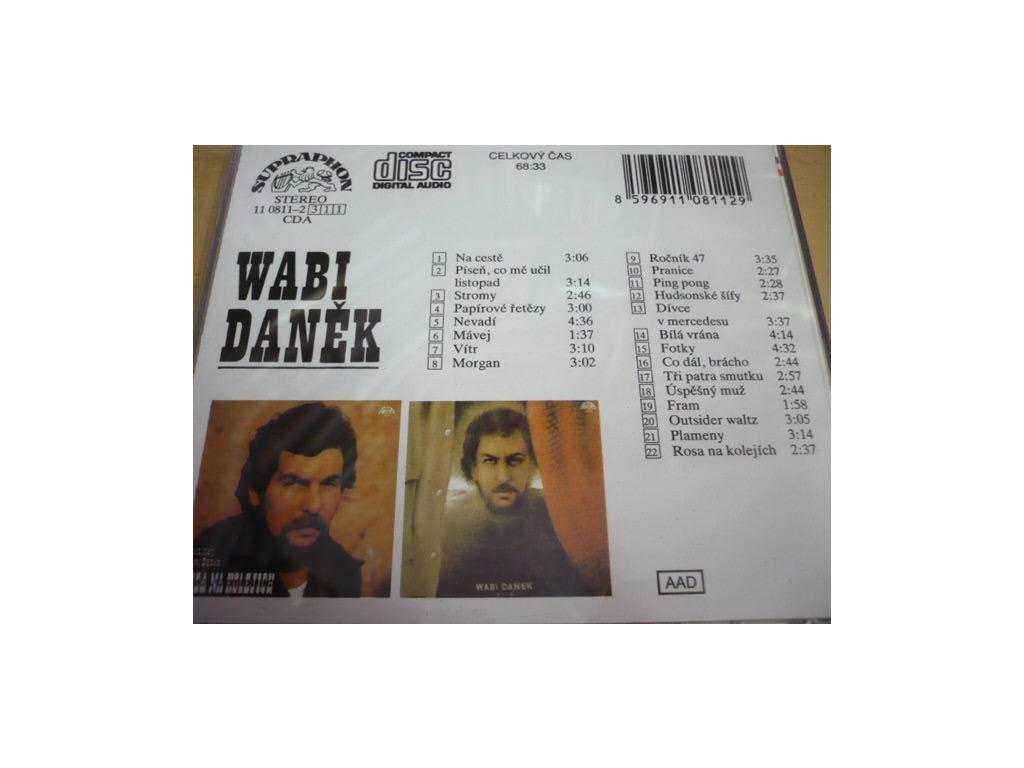 SUPRAPHON
STEREO
11 0811-2 311
CDA
COMPACT
disc
DIGITAL AUDIO
CELKOVÝ ČAS
68:33
8 596911 081129
WABI
DANĚK
1 Na cestě 3:06
2 Píseň, co mě učil
listopad 3:14
3 Stromy 2:46
4 Papírové řetězy 3:00
5 Nevadí 4:36
6 Mávej 1:37
7 Vítr 3:10
8 Morgan 3:02
9 Ročník 47 3:35
10 Pranice 2:27
11 Ping pong 2:28
12 Hudsonské šífy 2:37
13 Dívce
v mercedesu 3:37
14 Bílá vrána 4:14
15 Fotky 4:32
16 Co dál, brácho 2:44
17 Tři patra smutku 2:57
18 Úspěšný muž 2:44
19 Fram 1:58
20 Outsider waltz 3:05
21 Plameny 3:14
22 Rosa na kolejích 2:37
NA KOLEJÍCH
WABI DANĚK
AAD